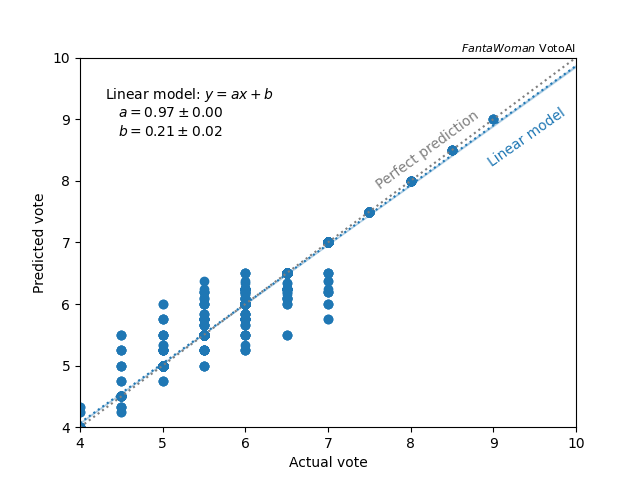 FantaWoman VotoAI
Linear model: y = ax + b
a = 0.97 ± 0.00
b = 0.21 ± 0.02
Perfect prediction
Linear model
Predicted vote
10
9
8
7
6
5
4
4 5 6 7 8 9 10
Actual vote